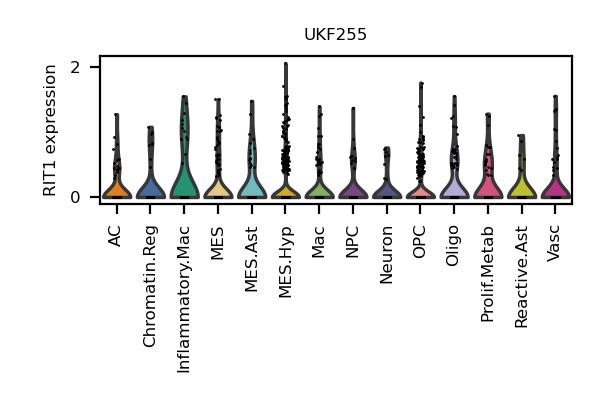 UKF255
RIT1 expression
2
0
AC
Chromatin.Reg
Inflammatory.Mac
MES
MES.Ast
MES.Hyp
Mac
NPC
Neuron
OPC
Oligo
Prolif.Metab
Reactive.Ast
Vasc